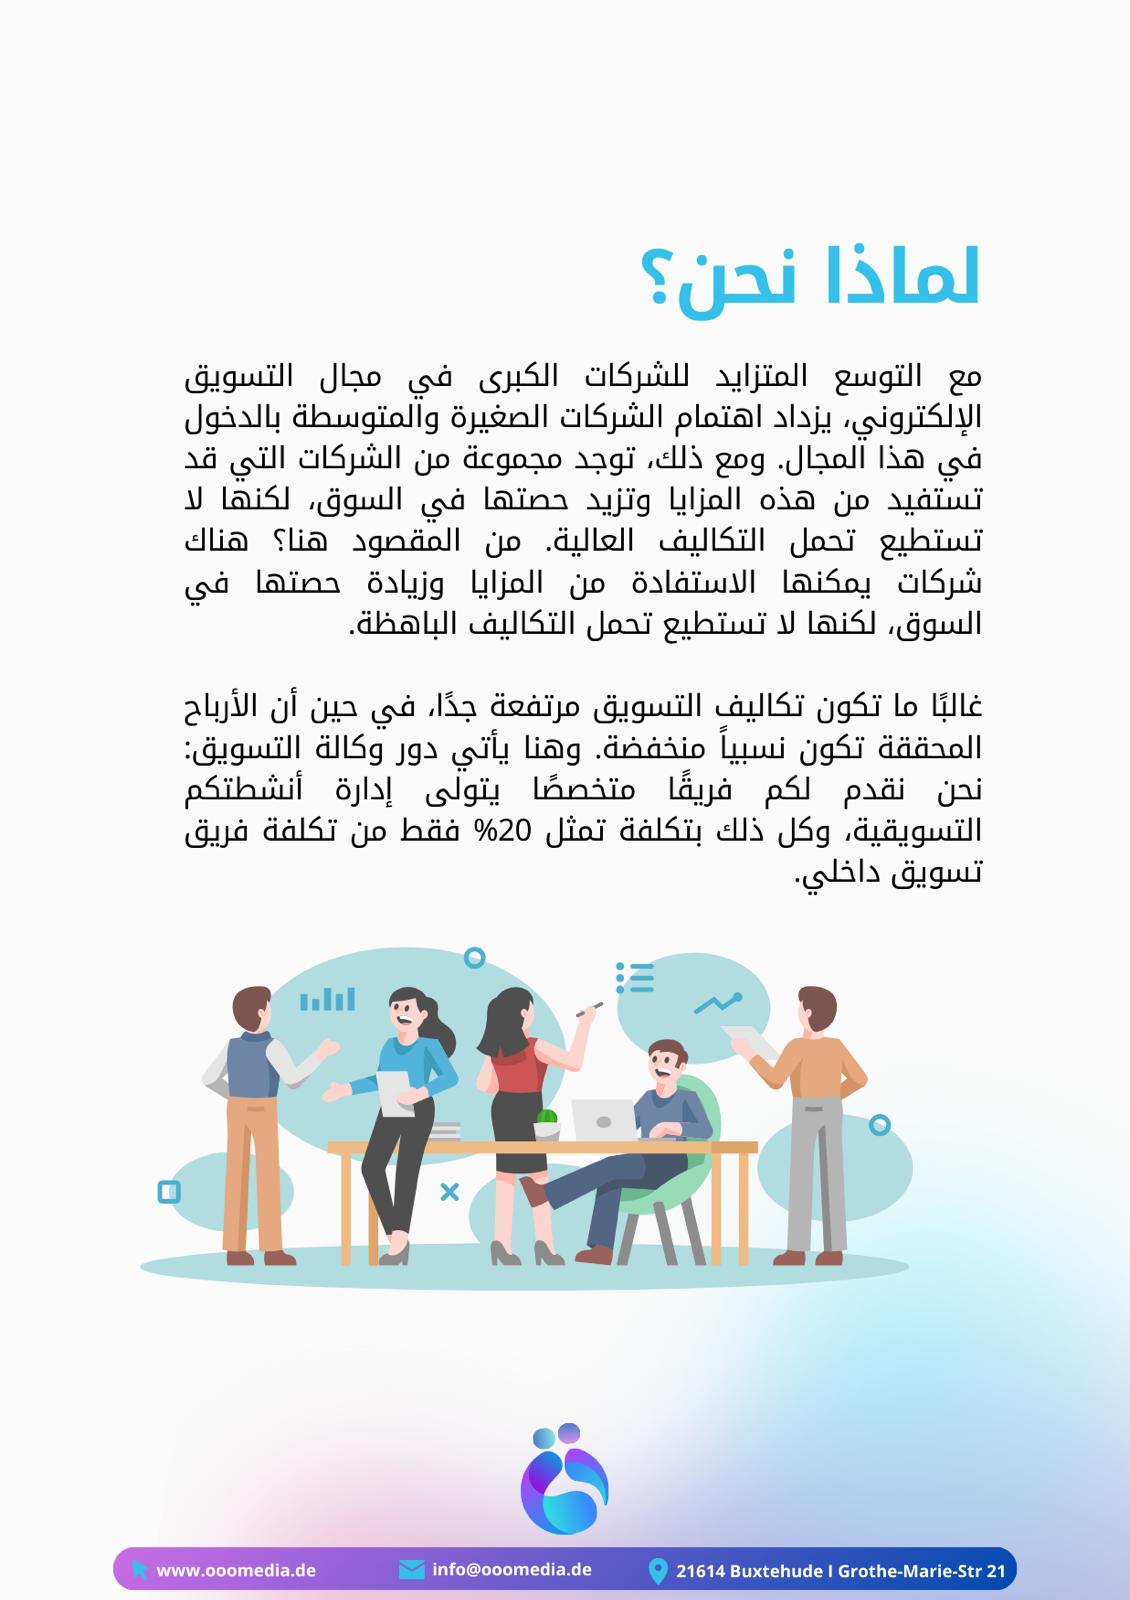 لماذا نحن؟
مع التوسع المتزايد للشركات الكبرى في مجال التسويق
الإلكتروني، يزداد اهتمام الشركات الصغيرة والمتوسطة بالدخول
في هذا المجال. ومع ذلك، توجد مجموعة من الشركات التي قد
تستفيد من هذه المزايا وتزيد حصتها في السوق، لكنها لا
تستطيع تحمل التكاليف العالية. من المقصود هنا؟ هناك
شركات يمكنها الاستفادة من المزايا وزيادة حصتها في
السوق، لكنها لا تستطيع تحمل التكاليف الباهظة.
غالبًا ما تكون تكاليف التسويق مرتفعة جدًا، في حين أن الأرباح
المحققة تكون نسبياً منخفضة. وهنا يأتي دور وكالة التسويق:
نحن نقدم لكم فريقًا متخصصًا يتولى إدارة أنشطتكم
التسويقية، وكل ذلك بتكلفة تمثل 20% فقط من تكلفة فريق
تسويق داخلي.
www.ooomedia.de
info@ooomedia.de
21614 Buxtehude I Grothe-Marie-Str 21